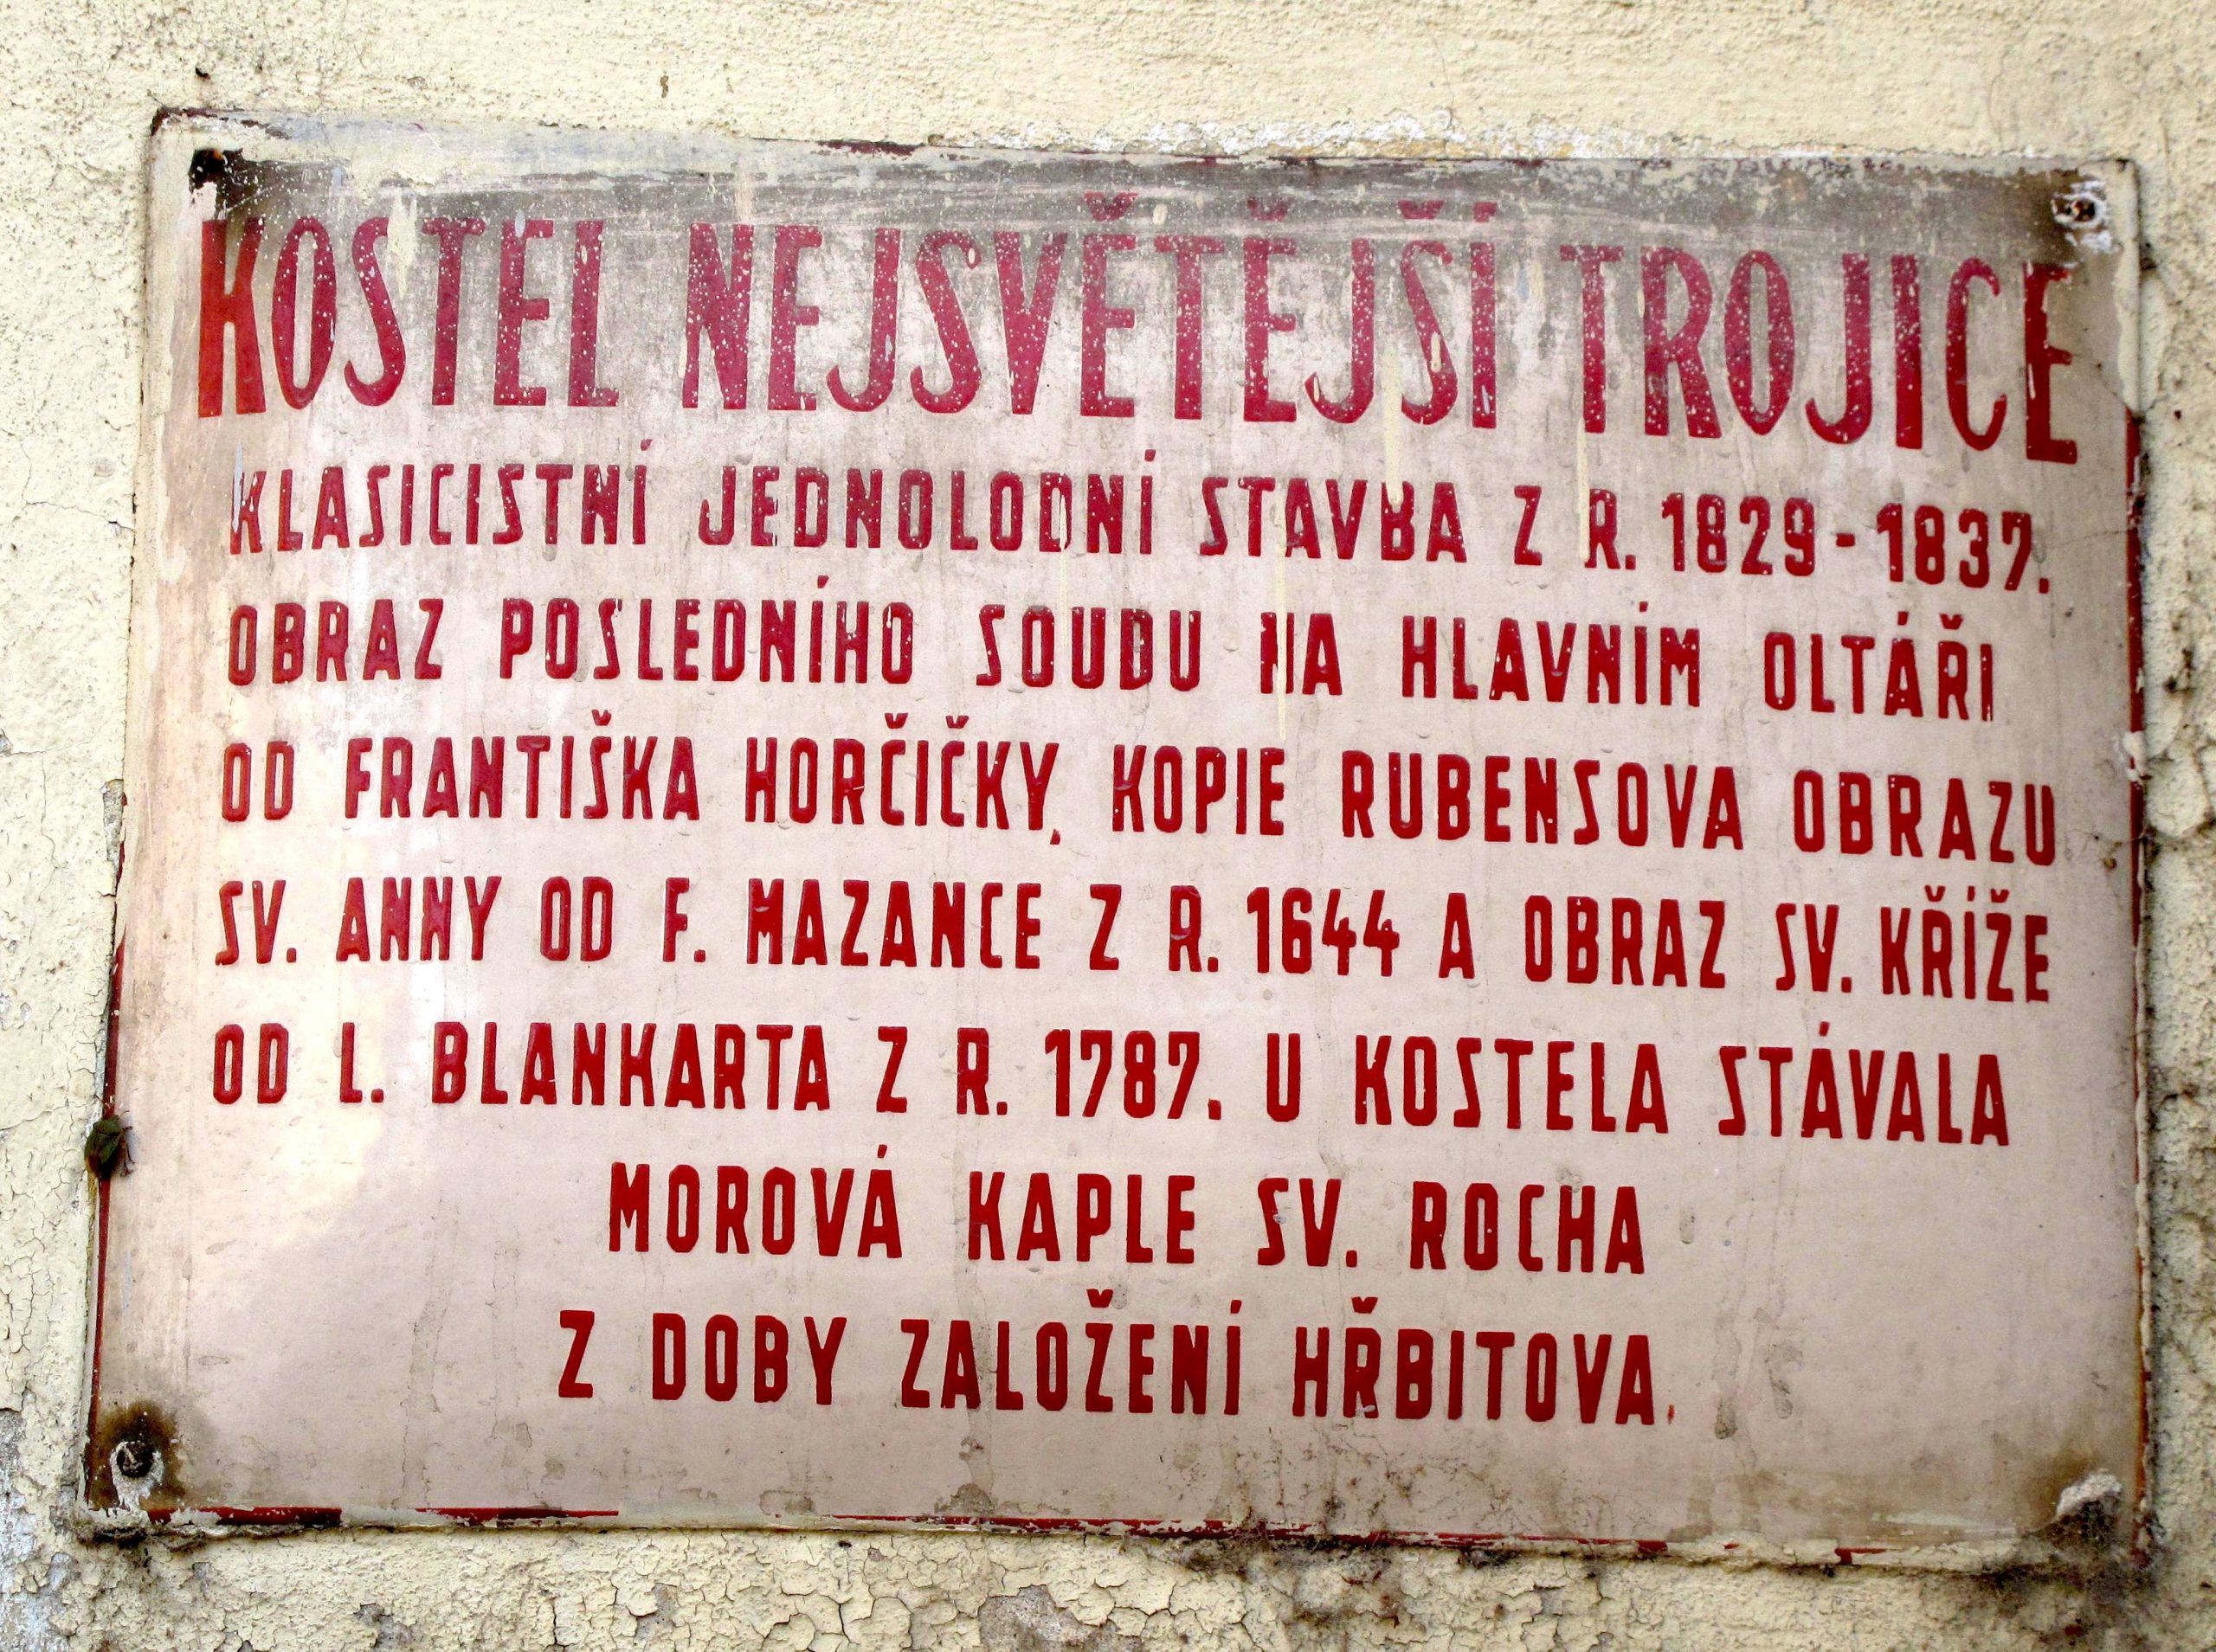 KOSTEL NEJSVĚTĚJŠÍ TROJICE
KLASICISTNÍ JEDNOLODNÍ STAVBA Z R. 1829-1837.
OBRAZ POSLEDNÍHO SOUDU NA HLAVNÍM OLTÁŘI
OD FRANTIŠKA HORČIČKY, KOPIE RUBENSOVA OBRAZU
SV. ANNY OD F. MAZANCE Z R. 1644 A OBRAZ SV. KŘÍŽE
OD L. BLANKARTA Z R. 1787. U KOSTELA STÁVALA
MOROVÁ KAPLE SV. ROCHA
Z DOBY ZALOŽENÍ HŘBITOVA.